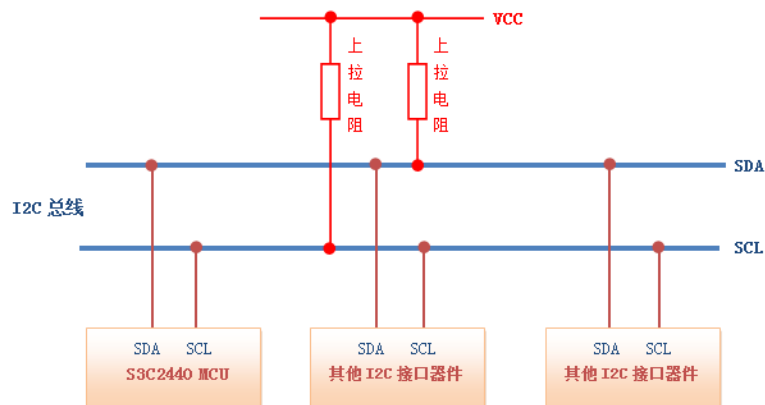 VCC
上拉电阻
上拉电阻
SDA
I2C 总线
SCL
SDA SCL
S3C2440 MCU
SDA SCL
其他 I2C 接口器件
SDA SCL
其他 I2C 接口器件